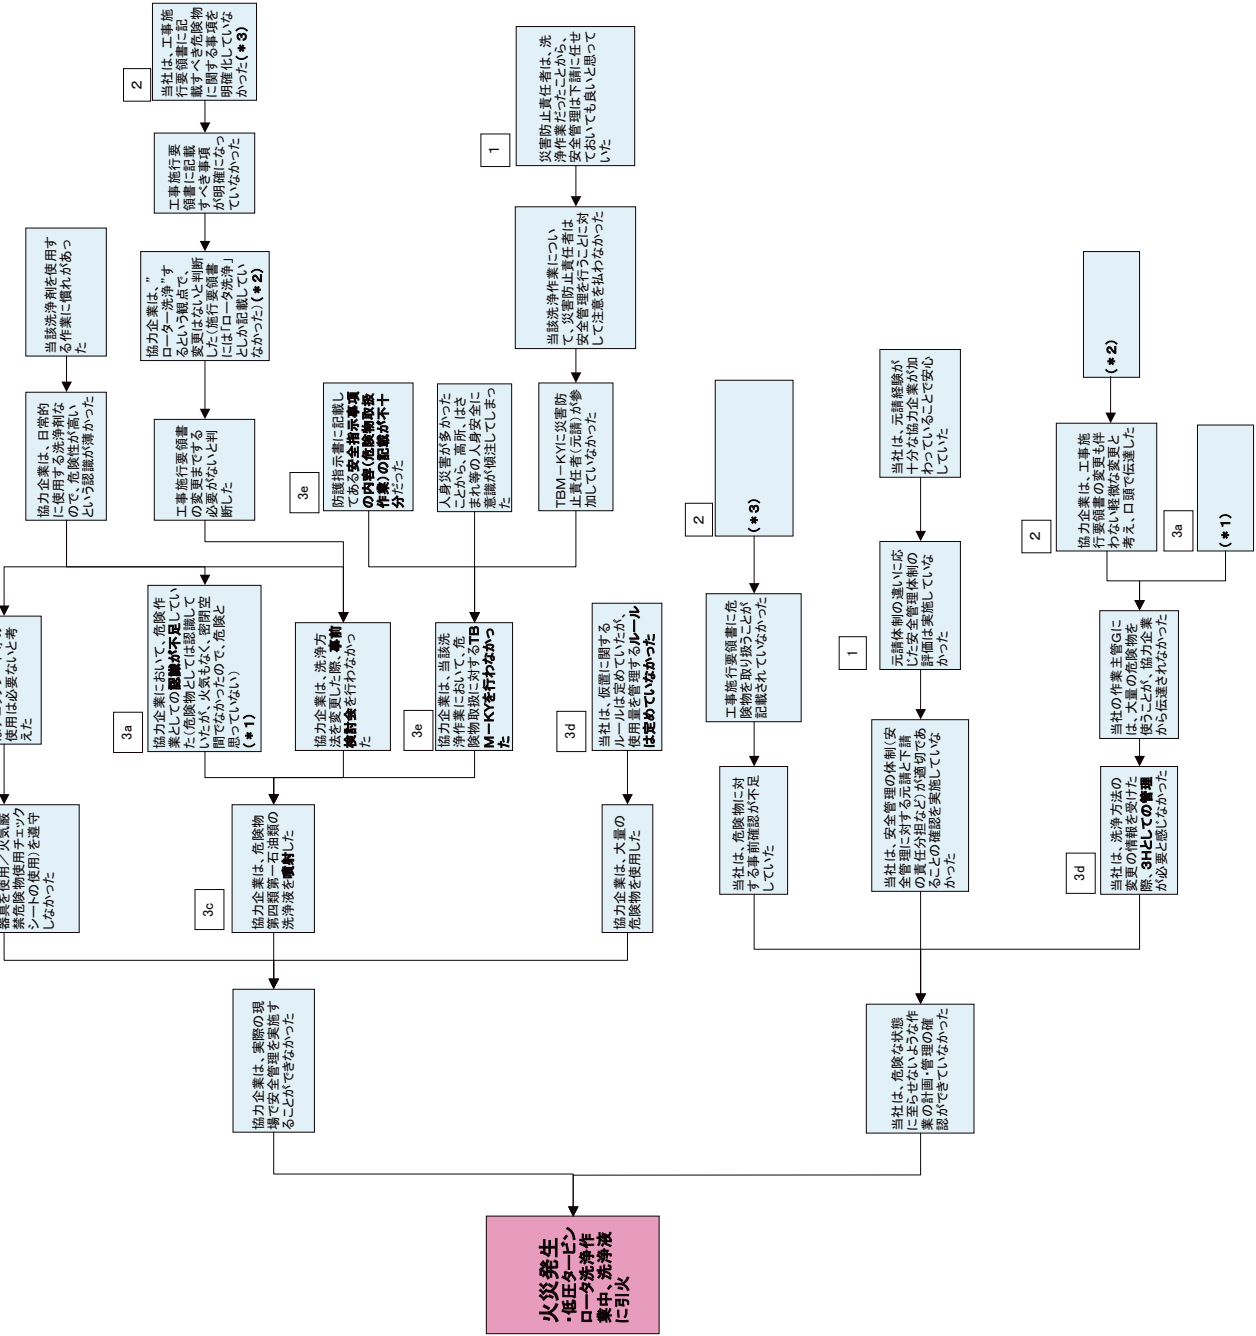 火災発生
・低圧タービン
ロータ洗浄作
業中、洗浄液
に引火
協力企業は、実際の現
場で安全管理を実施す
ることができなかった
当社は、危険な状態
に至らせないような作
業の計画・管理の確
認ができていなかった
器具を使用／火気厳
禁危険物使用チェック
シートの使用)を遵守
しなかった
3c
協力企業は、危険物
第四類第一石油類の
洗浄液を噴射した
協力企業は、大量の
危険物を使用した
当社は、危険物に対
する事前確認が不足
していた
当社は、安全管理の体制(安
全管理に対する元請と下請
の責任分担など)が適切であ
ることの確認を実施していな
かった
3d
当社は、洗浄方法の
変更の情報を受けた
際、3Hとしての管理
が必要と感じなかった
使用は必要ないと考
えた
3a
協力企業において、危険作
業としての認識が不足してい
た(危険物としては認識して
いたが、火気もなく、密閉空
間でなかったので、危険と
思っていない)
(＊1)
協力企業は、洗浄方
法を変更した際、事前
検討会を行わなかっ
た
3e
協力企業は、当該洗
浄作業において、危
険物取扱に対するTB
M－KYを行わなかっ
た
3d
当社は、仮置に関する
ルールは定めていたが、
使用量を管理するルール
は定めていなかった
工事施行要領書に危
険物を取り扱うことが
記載されていなかった
1
元請体制の違いに応
じた安全管理体制の
評価は実施していな
かった
当社の作業主管Gに
は、大量の危険物を
使うことが、協力企業
から伝達されなかった
協力企業は、日常的
に使用する洗浄剤な
ので、危険性が高い
という認識が薄かった
工事施行要領書
の変更までする
必要がないと判
断した
3e
防護指示書に記載し
てある安全指示事項
の内容(危険物取扱
作業)の記載が不十
分だった
人身災害が多かった
ことから、高所、はさ
まれ等の人身安全に
意識が傾注してしまっ
た
TBM－KYに災害防
止責任者(元請)が参
加していなかった
2
(＊3)
当社は、元請経験が
十分な協力企業が加
わっていることで安心
していた
2
協力企業は、工事施
行要領書の変更も伴
わない軽微な変更と
考え、口頭で伝達した
3a
(＊1)
当該洗浄剤を使用す
る作業に慣れがあっ
た
協力企業は、”
ローター洗浄”す
るという観点で、
変更はないと判断
した(施行要領書
には「ロータ洗浄」
としか記載してい
なかった)(＊2)
当該洗浄作業につい
て、災害防止責任者は
安全管理を行うことに対
して注意を払わなかった
(＊2)
工事施行要
領書に記載
すべき事項
が明確になっ
ていなかった
1
災害防止責任者は、洗
浄作業だったことから、
安全管理は下請に任せ
ておいても良いと思って
いた
2
当社は、工事施
行要領書に記
載すべき危険物
に関する事項を
明確化していな
かった(＊3)